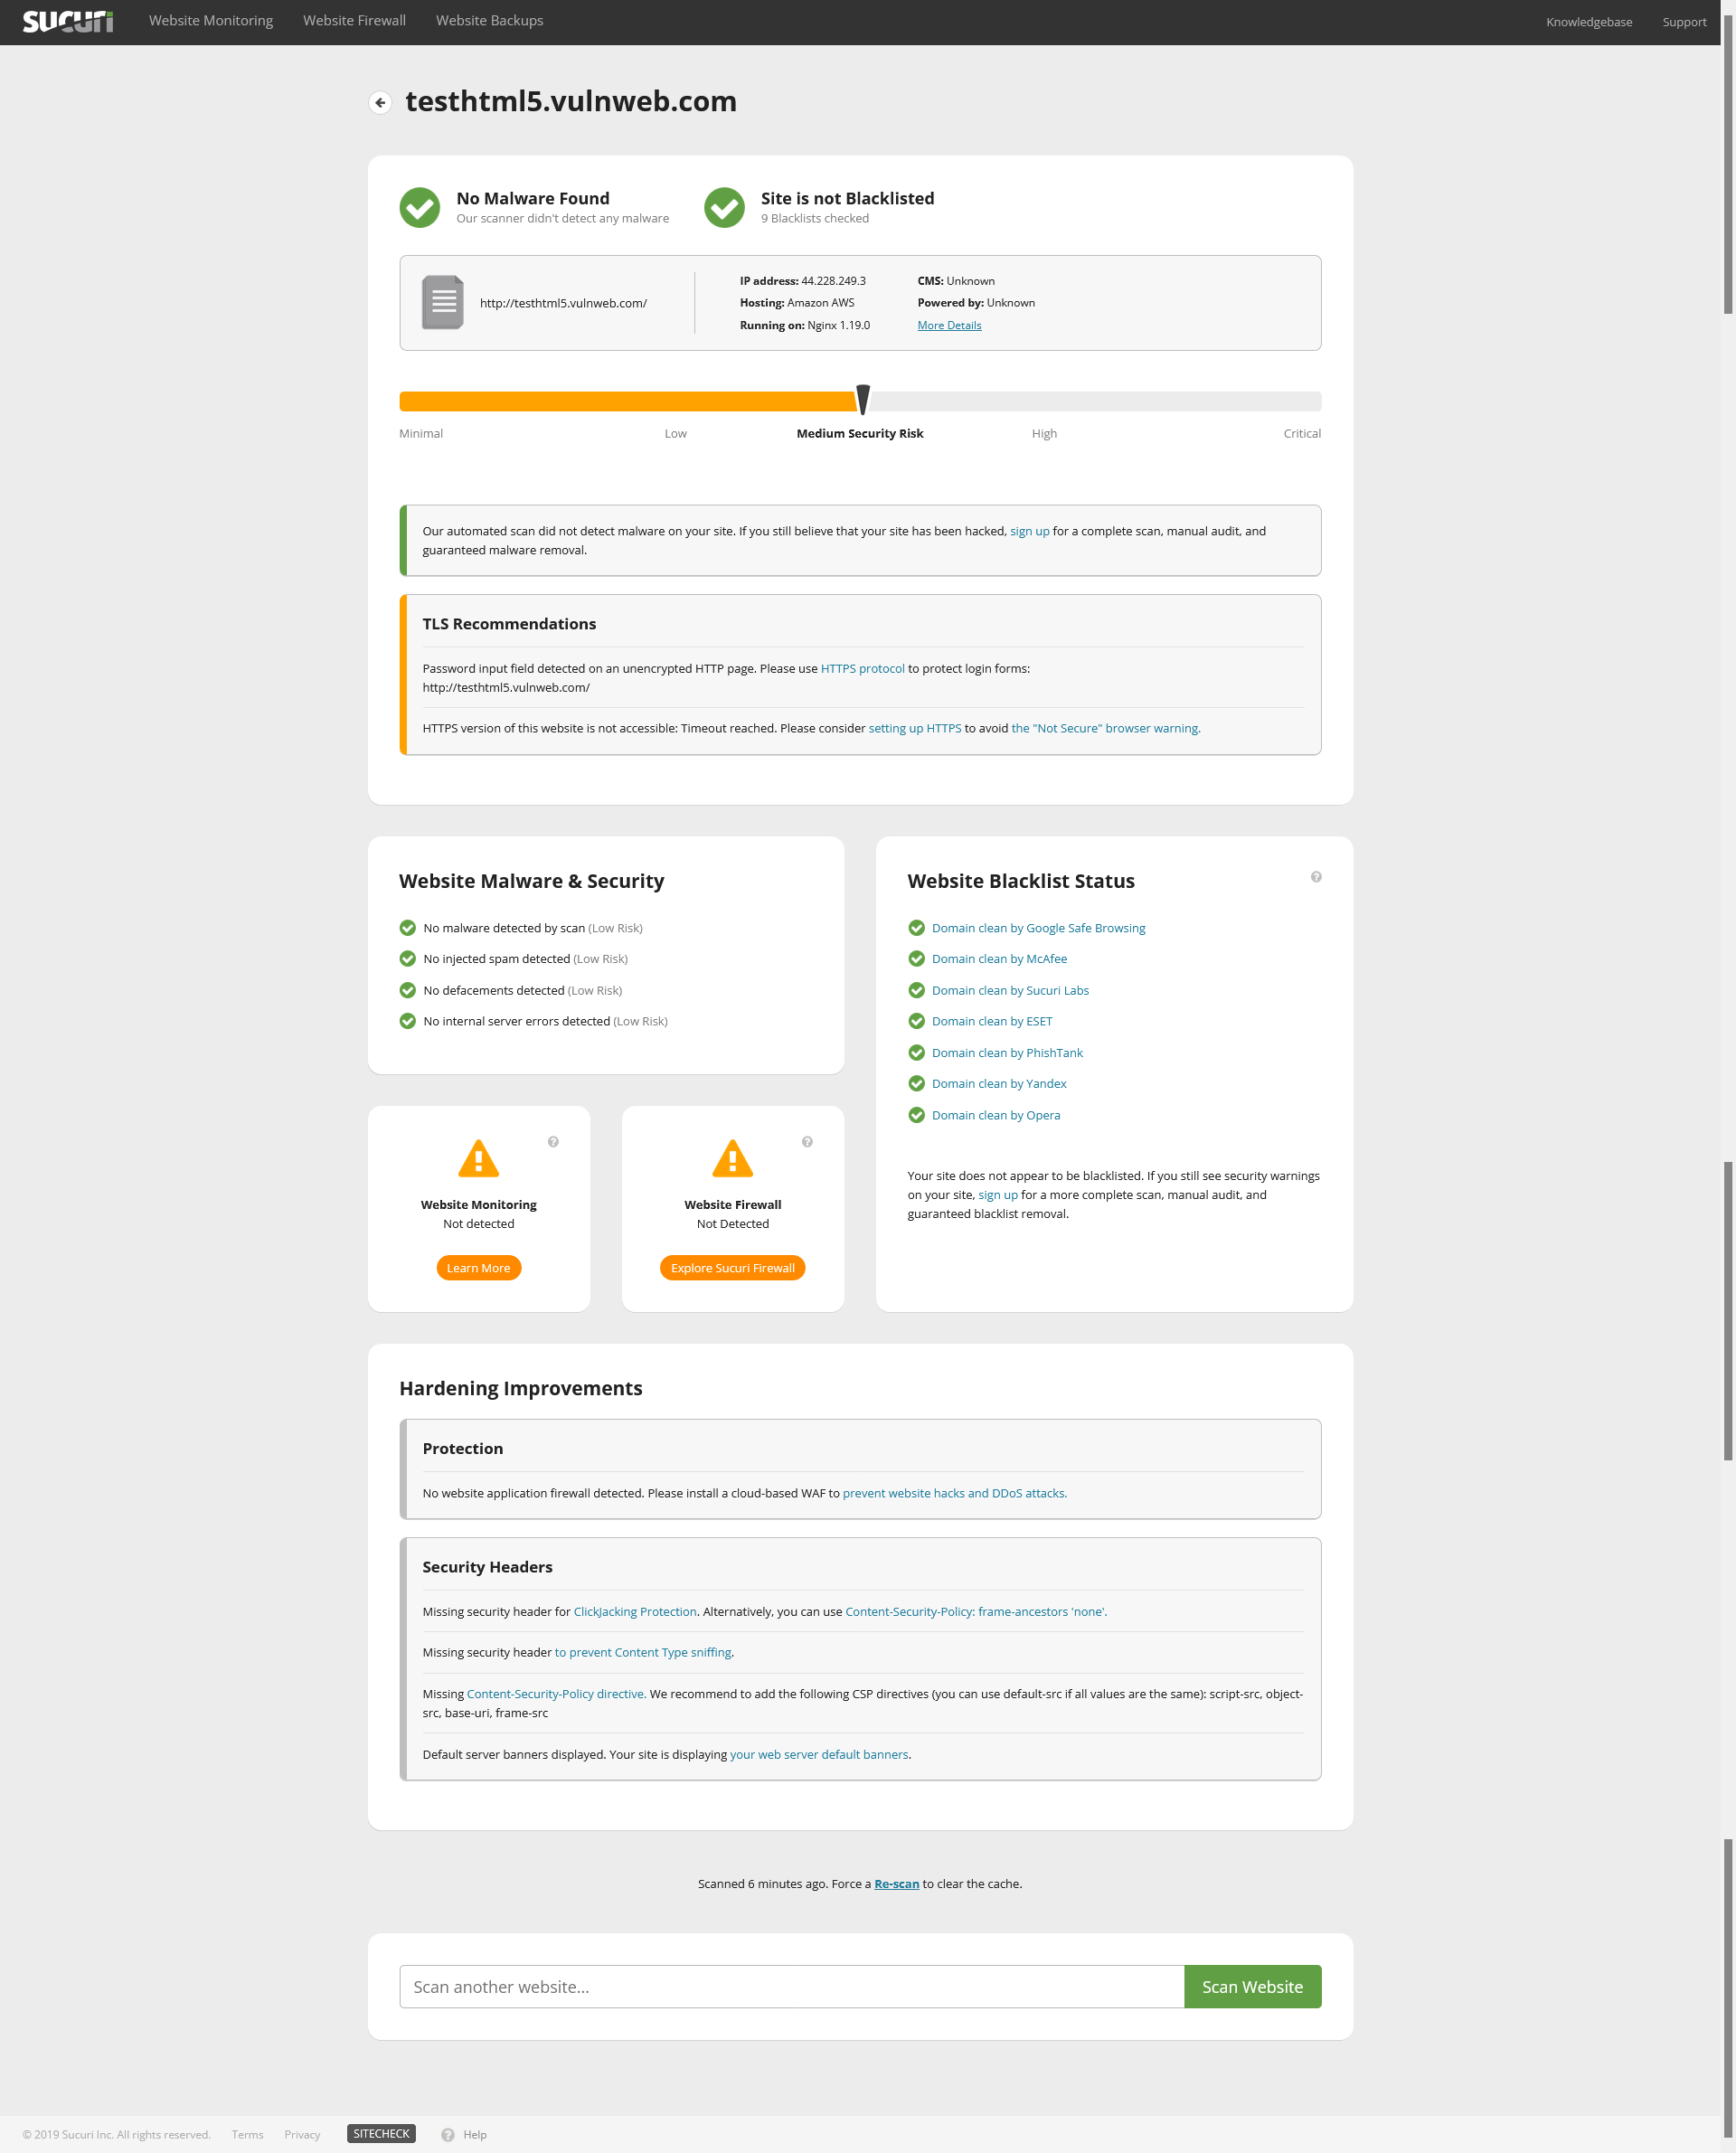 sucuri
Website Monitoring
Website Firewall
Website Backups
Knowledgebase
Support
testhtml5.vulnweb.com
No Malware Found
Our scanner didn't detect any malware
Site is not Blacklisted
9 Blacklists checked
http://testhtml5.vulnweb.com/
IP address: 44.228.249.3
Hosting: Amazon AWS
Running on: Nginx 1.19.0
CMS: Unknown
Powered by: Unknown
More Details
Minimal
Low
Medium Security Risk
High
Critical
Our automated scan did not detect malware on your site. If you still believe that your site has been hacked, sign up for a complete scan, manual audit, and
guaranteed malware removal.
TLS Recommendations
Password input field detected on an unencrypted HTTP page. Please use HTTPS protocol to protect login forms:
http://testhtml5.vulnweb.com/
HTTPS version of this website is not accessible: Timeout reached. Please consider setting up HTTPS to avoid the "Not Secure" browser warning.
Website Malware & Security
No malware detected by scan (Low Risk)
No injected spam detected (Low Risk)
No defacements detected (Low Risk)
No internal server errors detected (Low Risk)
Website Blacklist Status
?
Domain clean by Google Safe Browsing
Domain clean by McAfee
Domain clean by Sucuri Labs
Domain clean by ESET
Domain clean by PhishTank
Domain clean by Yandex
Domain clean by Opera
Your site does not appear to be blacklisted. If you still see security warnings
on your site, sign up for a more complete scan, manual audit, and
guaranteed blacklist removal.
?
Website Monitoring
Not detected
Learn More
?
Website Firewall
Not Detected
Explore Sucuri Firewall
Hardening Improvements
Protection
No website application firewall detected. Please install a cloud-based WAF to prevent website hacks and DDoS attacks.
Security Headers
Missing security header for ClickJacking Protection. Alternatively, you can use Content-Security-Policy: frame-ancestors 'none'.
Missing security header to prevent Content Type sniffing.
Missing Content-Security-Policy directive. We recommend to add the following CSP directives (you can use default-src if all values are the same): script-src, object-
src, base-uri, frame-src
Default server banners displayed. Your site is displaying your web server default banners.
Scanned 6 minutes ago. Force a Re-scan to clear the cache.
Scan another website...
Scan Website
© 2019 Sucuri Inc. All rights reserved.
Terms
Privacy
SITECHECK
? Help